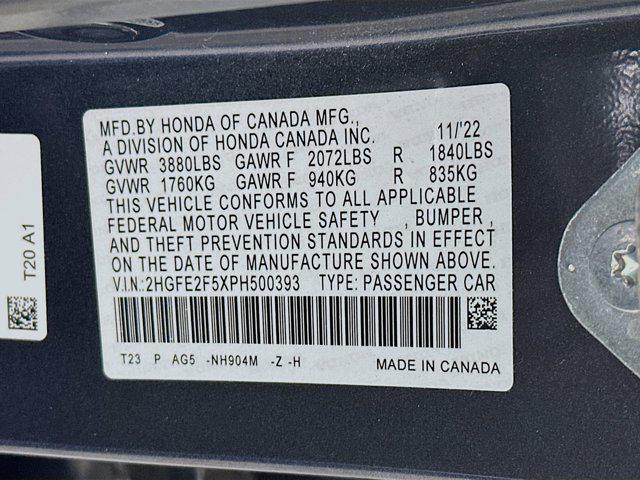 MFD.BY HONDA OF CANADA MFG.,
A DIVISION OF HONDA CANADA INC. 11/'22
GVWR 3880LBS GAWR F 2072LBS R 1840LBS
GVWR 1760KG GAWR F 940KG R 835KG
THIS VEHICLE CONFORMS TO ALL APPLICABLE
FEDERAL MOTOR VEHICLE SAFETY , BUMPER ,
AND THEFT PREVENTION STANDARDS IN EFFECT
ON THE DATE OF MANUFACTURE SHOWN ABOVE.
V.I.N.:2HGFE2F5XPH500393 TYPE: PASSENGER CAR
T23 P AG5 -NH904M -Z -H
MADE IN CANADA
T20 A1